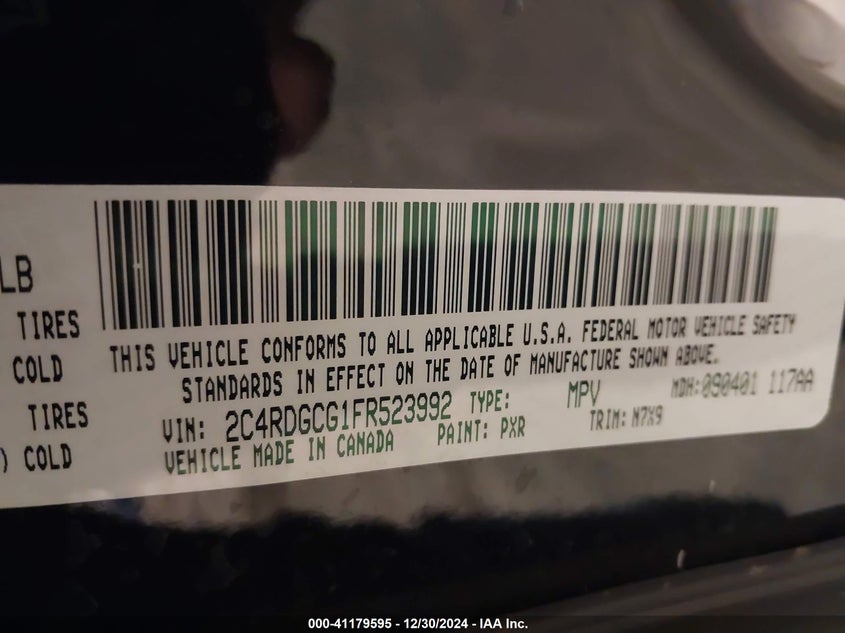 LB
TIRES
COLD
TIRES
) COLD
THIS VEHICLE CONFORMS TO ALL APPLICABLE U.S.A. FEDERAL MOTOR VEHICLE SAFETY
STANDARDS IN EFFECT ON THE DATE OF MANUFACTURE SHOWN ABOVE.
VIN: 2C4RDGCG1FR523992 TYPE: MPV MDH:090401 117AA
VEHICLE MADE IN CANADA PAINT: PXR TRIM: N7X9
000-41179595 - 12/30/2024 - IAA Inc.